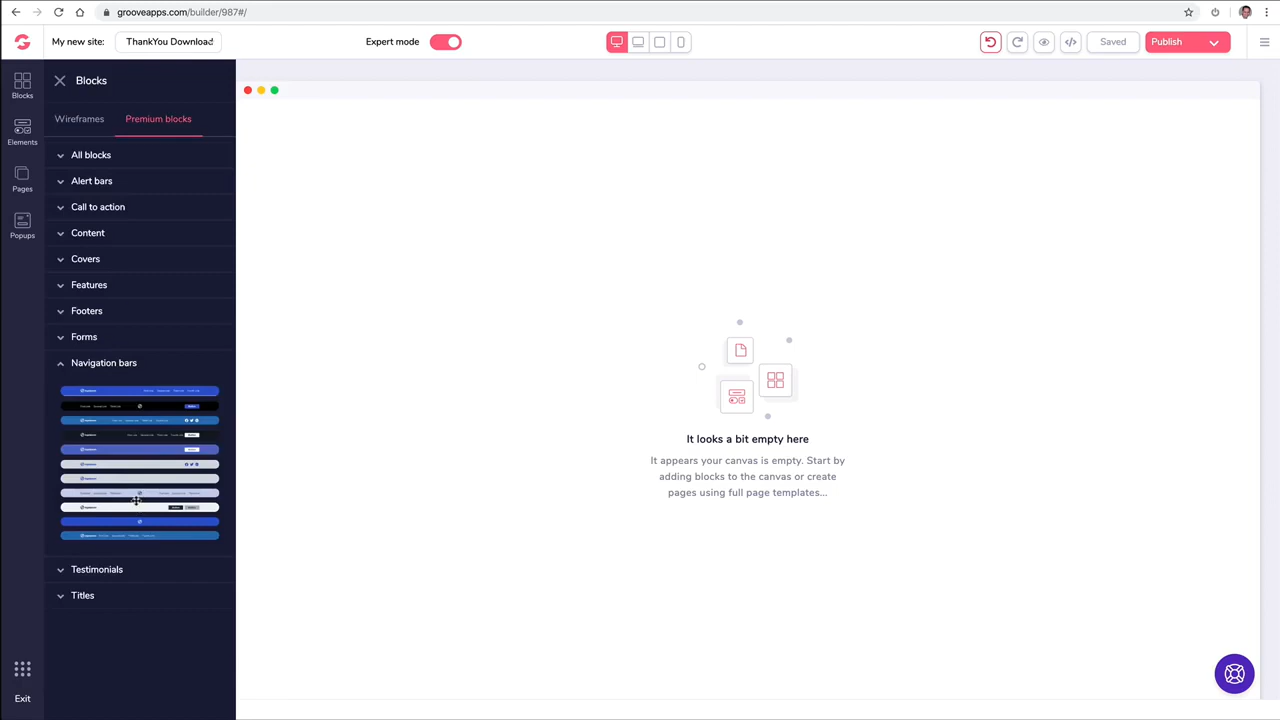 grooveapps.com/builder/987#/
My new site:
ThankYou Download
Expert mode
Saved
Publish
Blocks
Elements
Pages
Popups
Exit
Blocks
Wireframes
Premium blocks
All blocks
Alert bars
Call to action
Content
Covers
Features
Footers
Forms
Navigation bars
Testimonials
Titles
It looks a bit empty here
It appears your canvas is empty. Start by
adding blocks to the canvas or create
pages using full page templates...